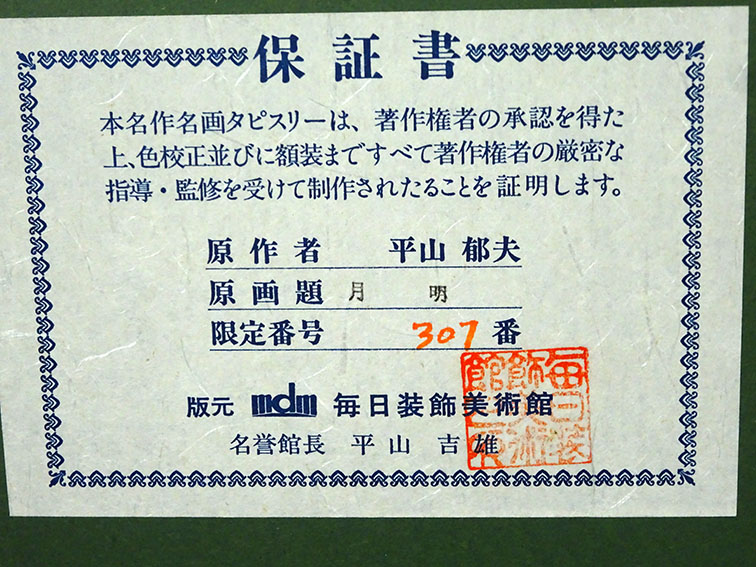 保証書
本名作名画タピスリーは、著作権者の承認を得た
上、色校正並びに額装まですべて著作権者の厳密な
指導・監修を受けて制作されたることを証明します。
原作者 平山 郁夫
原画題 月 明
限定番号 307 番
版元 mdm 毎日装飾美術館
名誉館長 平山 吉雄